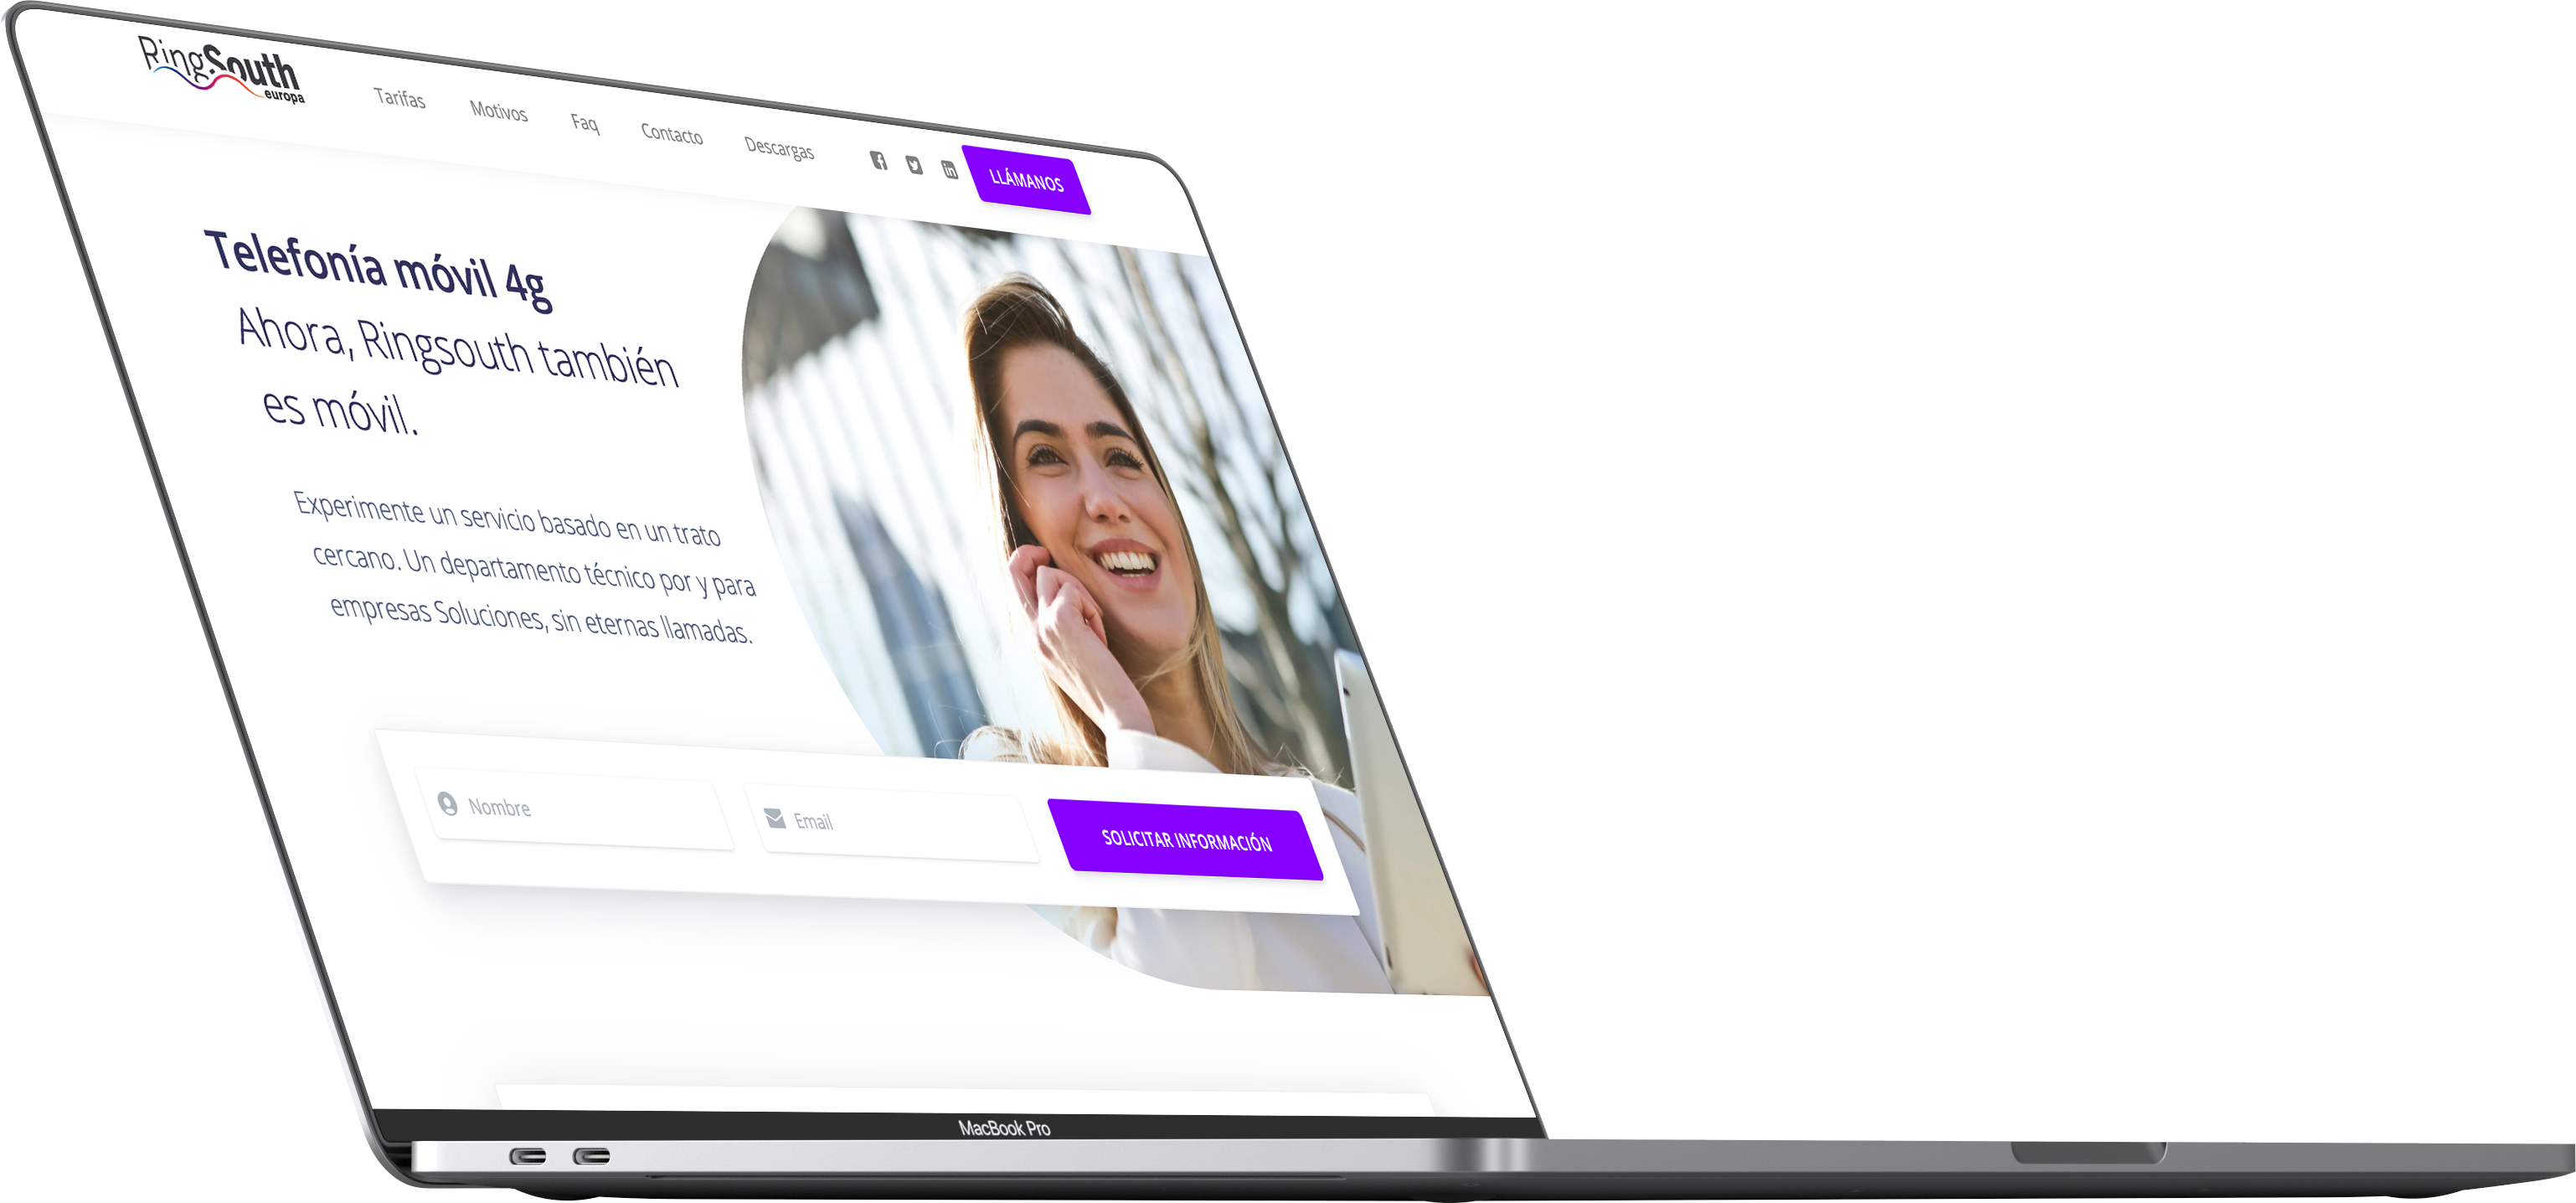 RingSouth
europa
Tarifas
Motivos
Faq
Contacto
Descargas
LLÁMANOS
Telefonía móvil 4g
Ahora, Ringsouth también
es móvil.
Experimente un servicio basado en un trato
cercano. Un departamento técnico por y para
empresas Soluciones, sin eternas llamadas.
Nombre
Email
SOLICITAR INFORMACIÓN
MacBook Pro